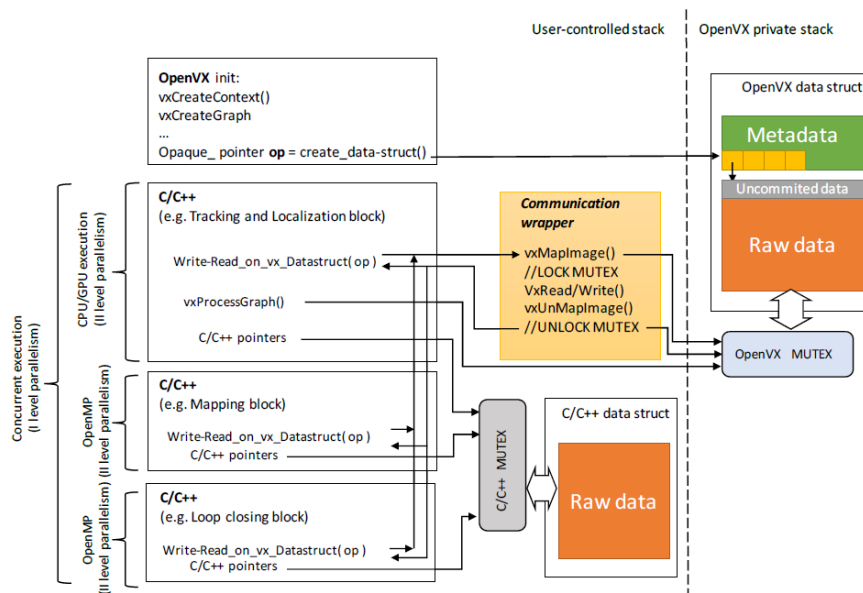 User-controlled stack
OpenVX private stack
OpenVX init:
vxCreateContext()
vxCreateGraph
...
Opaque_ pointer op = create_data-struct()
OpenVX data struct
Metadata
Uncommited data
Raw data
OpenVX MUTEX
Concurrent execution
(I level parallelism)
CPU/GPU execution
(III level parallelism)
C/C++
(e.g. Tracking and Localization block)
Write-Read_on_vx_Datastruct( op )
vxProcessGraph()
C/C++ pointers
Communication
wrapper
vxMapImage()
//LOCK MUTEX
VxRead/Write()
vxUnMapImage()
//UNLOCK MUTEX
OpenMP
(II level parallelism)
C/C++
(e.g. Mapping block)
Write-Read_on_vx_Datastruct( op )
C/C++ pointers
C/C++ MUTEX
C/C++ data struct
Raw data
OpenMP
(II level parallelism)
C/C++
(e.g. Loop closing block)
Write-Read_on_vx_Datastruct( op )
C/C++ pointers